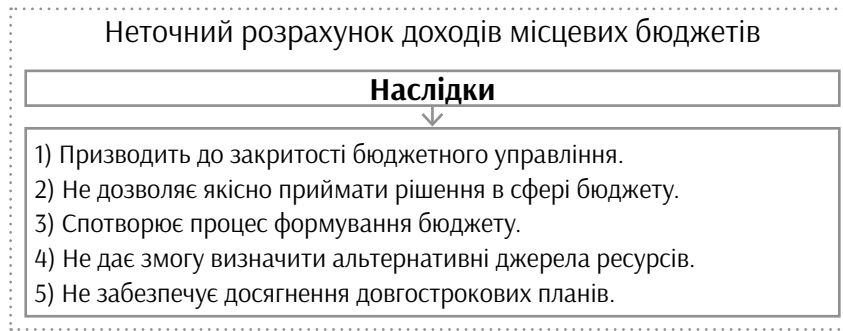 Неточний розрахунок доходів місцевих бюджетів
Наслідки
1) Призводить до закритості бюджетного управління.
2) Не дозволяє якісно приймати рішення в сфері бюджету.
3) Спотворює процес формування бюджету.
4) Не дає змогу визначити альтернативні джерела ресурсів.
5) Не забезпечує досягнення довгострокових планів.